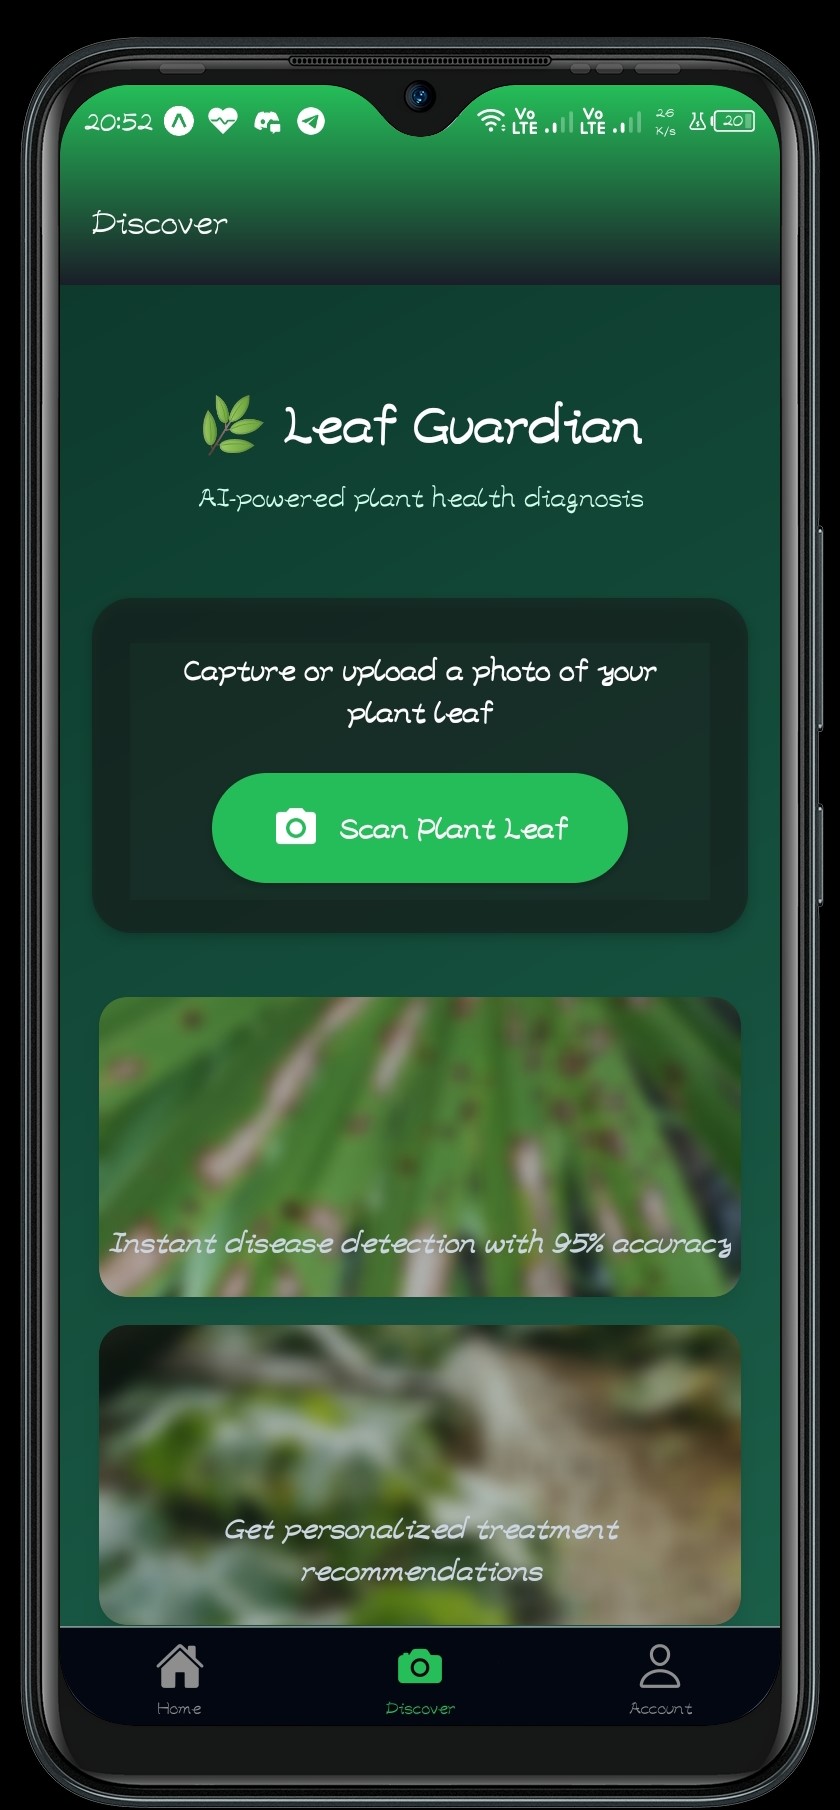 20:52
Vo LTE Vo LTE 26 K/s 20
Discover
Leaf Guardian
AI-powered plant health diagnosis
Capture or upload a photo of your
plant leaf
Scan Plant Leaf
Instant disease detection with 95% accuracy
Get personalized treatment
recommendations
Home Discover Account